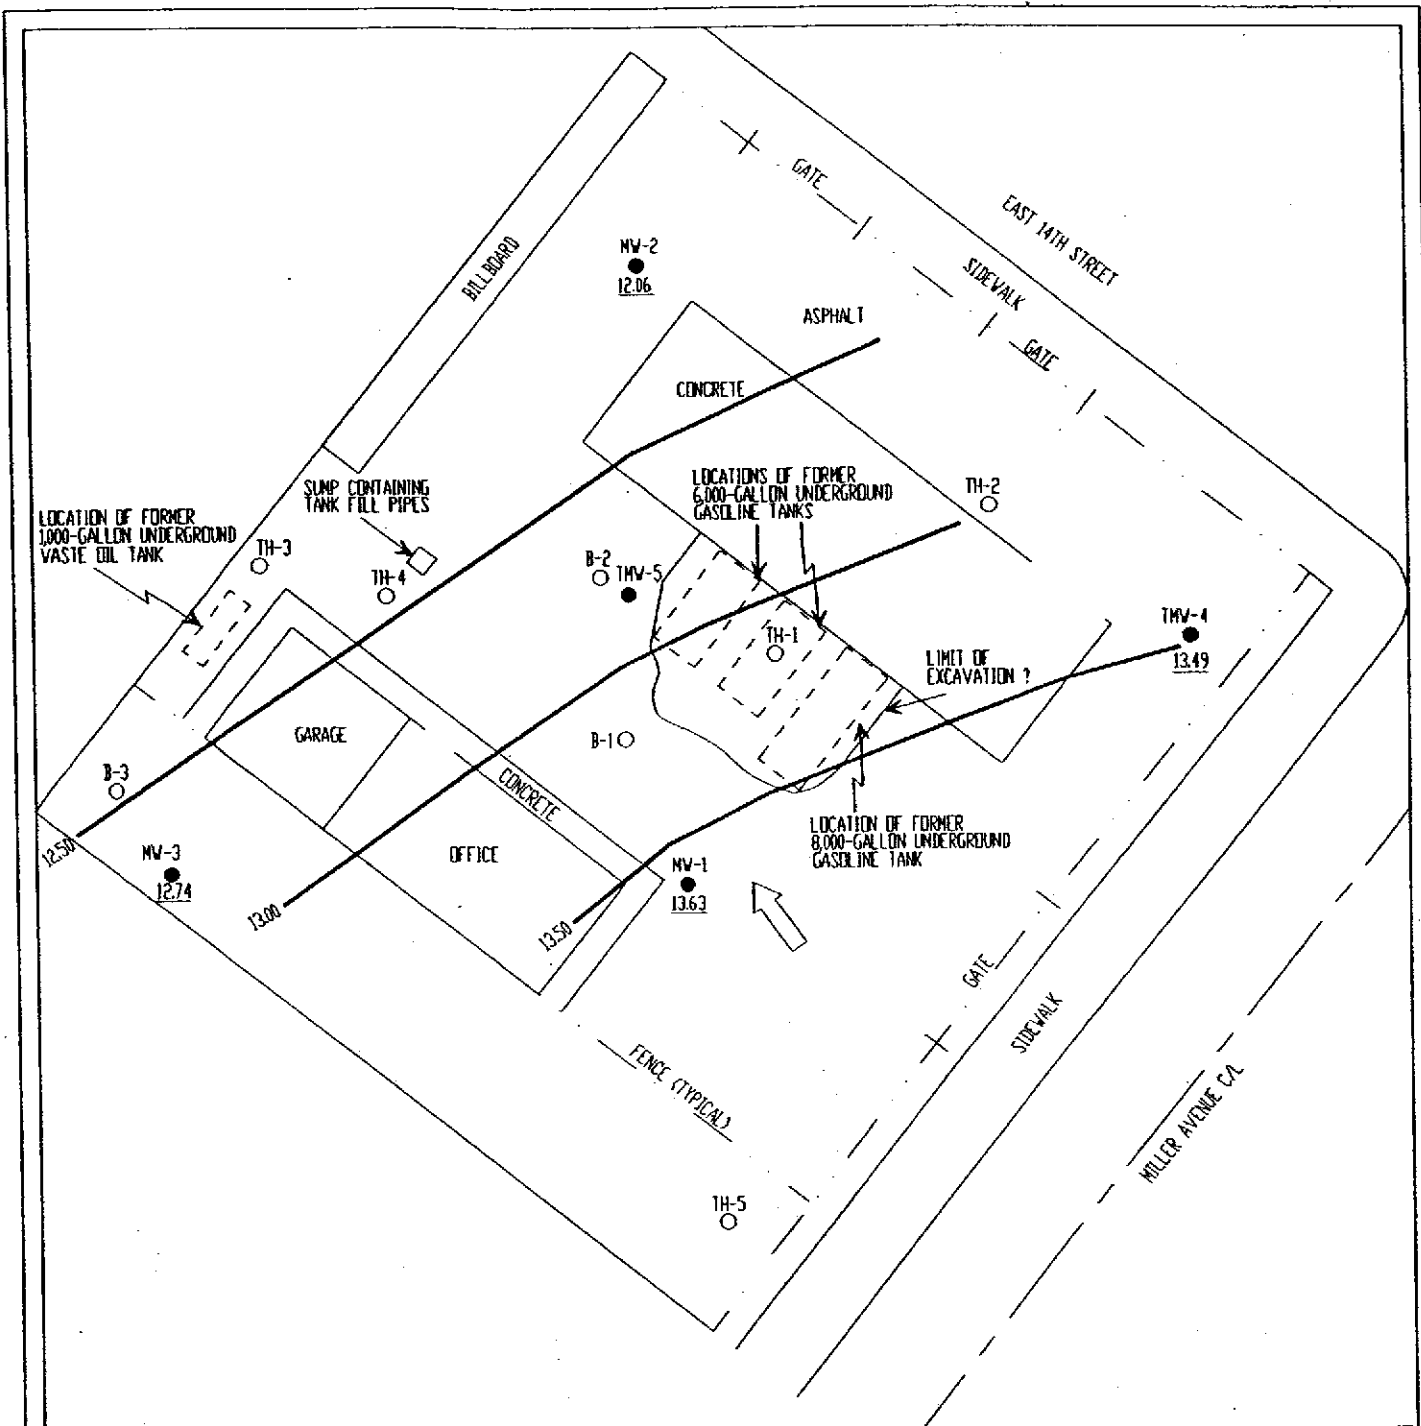 GATE
EAST 14TH STREET
SIDEWALK
MW-2
12.06
BILLBOARD
ASPHALT
GATE
CONCRETE
LOCATIONS OF FORMER
6,000-GALLON UNDERGROUND
GASOLINE TANKS
TH-2
SUMP CONTAINING
TANK FILL PIPES
LOCATION OF FORMER
1,000-GALLON UNDERGROUND
WASTE OIL TANK
TH-3
TH-4
B-2
TMW-5
TMW-4
13.49
TH-1
LIMIT OF
EXCAVATION ?
GARAGE
B-1
B-3
CONCRETE
LOCATION OF FORMER
8,000-GALLON UNDERGROUND
GASOLINE TANK
12.50
MW-3
12.74
OFFICE
MW-1
13.63
13.00
13.50
GATE
SIDEWALK
FENCE (TYPICAL)
MILLER AVENUE C/L
TH-5